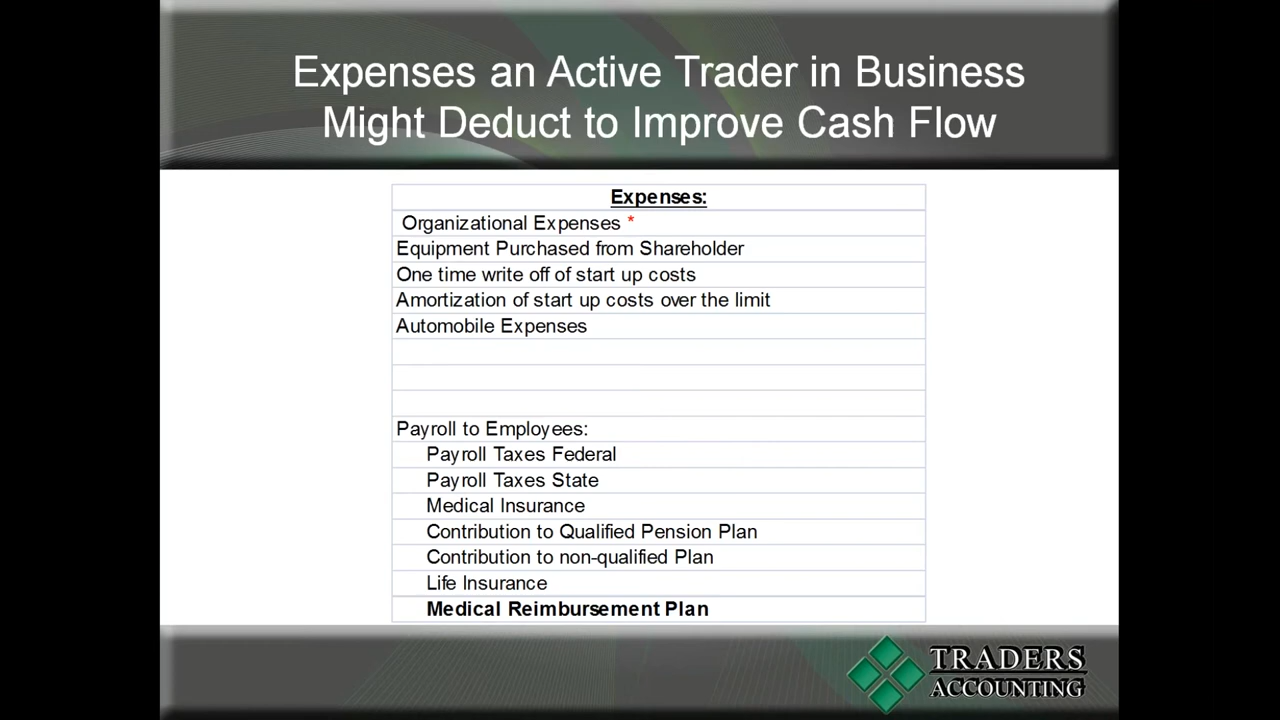 Expenses an Active Trader in Business
Might Deduct to Improve Cash Flow
Expenses:
Organizational Expenses *
Equipment Purchased from Shareholder
One time write off of start up costs
Amortization of start up costs over the limit
Automobile Expenses
Payroll to Employees:
Payroll Taxes Federal
Payroll Taxes State
Medical Insurance
Contribution to Qualified Pension Plan
Contribution to non-qualified Plan
Life Insurance
Medical Reimbursement Plan
TRADERS
ACCOUNTING